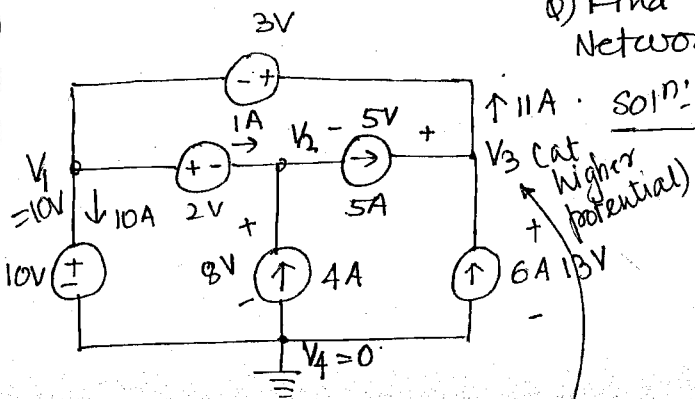 Q) Find
Networ
3V
- +
↑ 11A . Soln:-
1A
→
V2 - 5V +
V1
=10V
↓ 10A
+ -
2V
→
5A
V3 (at
higher
potential)
10V
+
-
+
8V
-
↑
4A
↑
6A
+
13V
-
V4 = 0